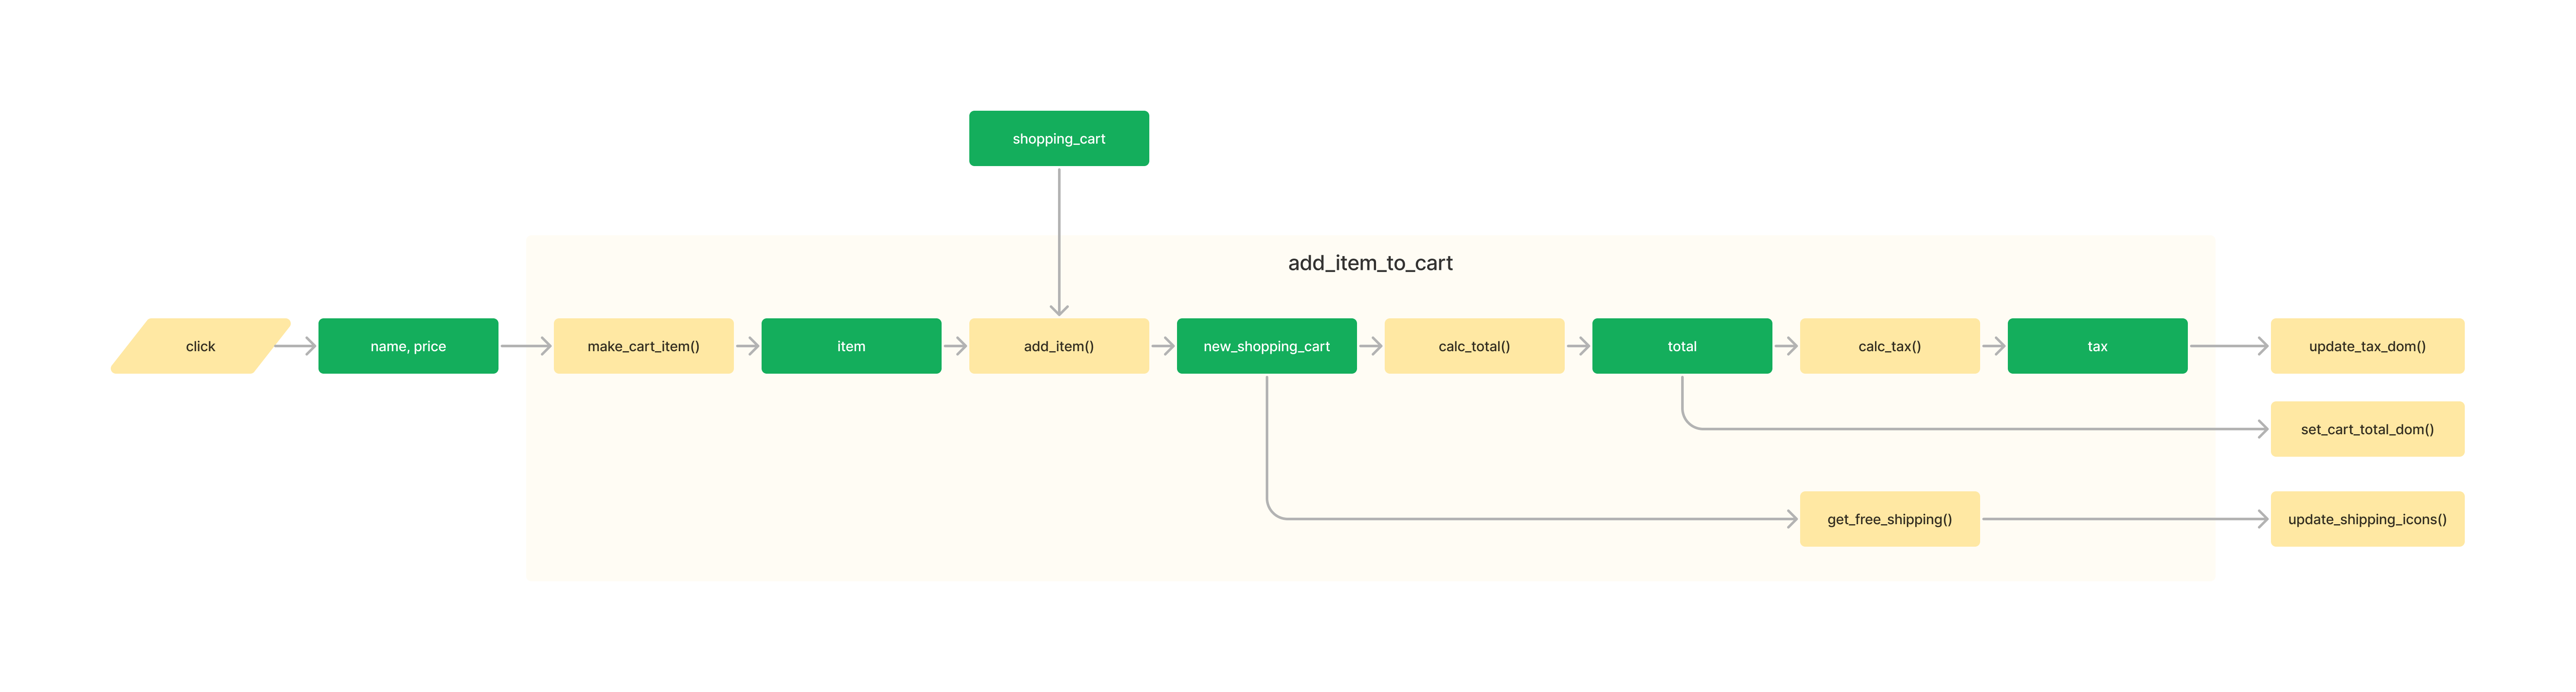 shopping_cart
add_item_to_cart
click
name, price
make_cart_item()
item
add_item()
new_shopping_cart
calc_total()
total
calc_tax()
tax
update_tax_dom()
set_cart_total_dom()
get_free_shipping()
update_shipping_icons()